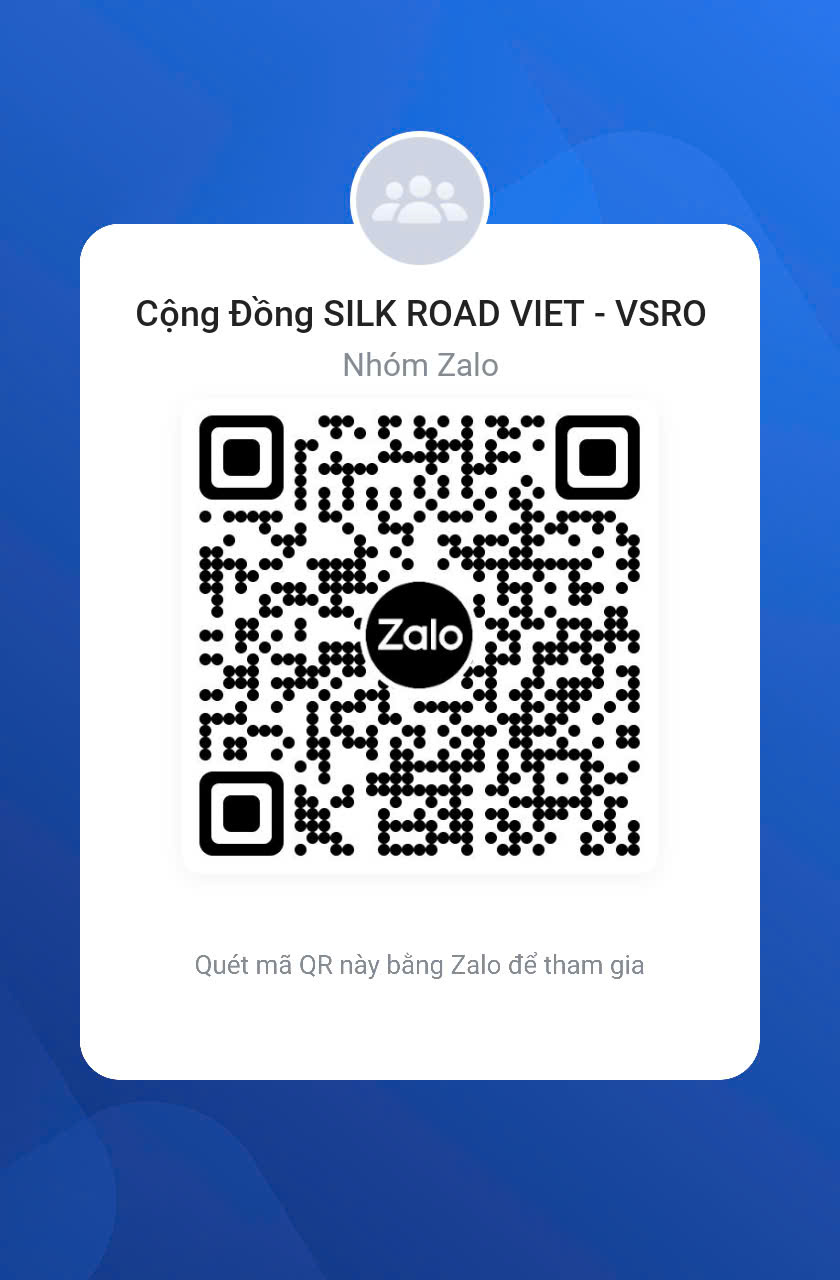 Cộng Đồng SILK ROAD VIET - VSRO
Nhóm Zalo
Zalo
Quét mã QR này bằng Zalo để tham gia